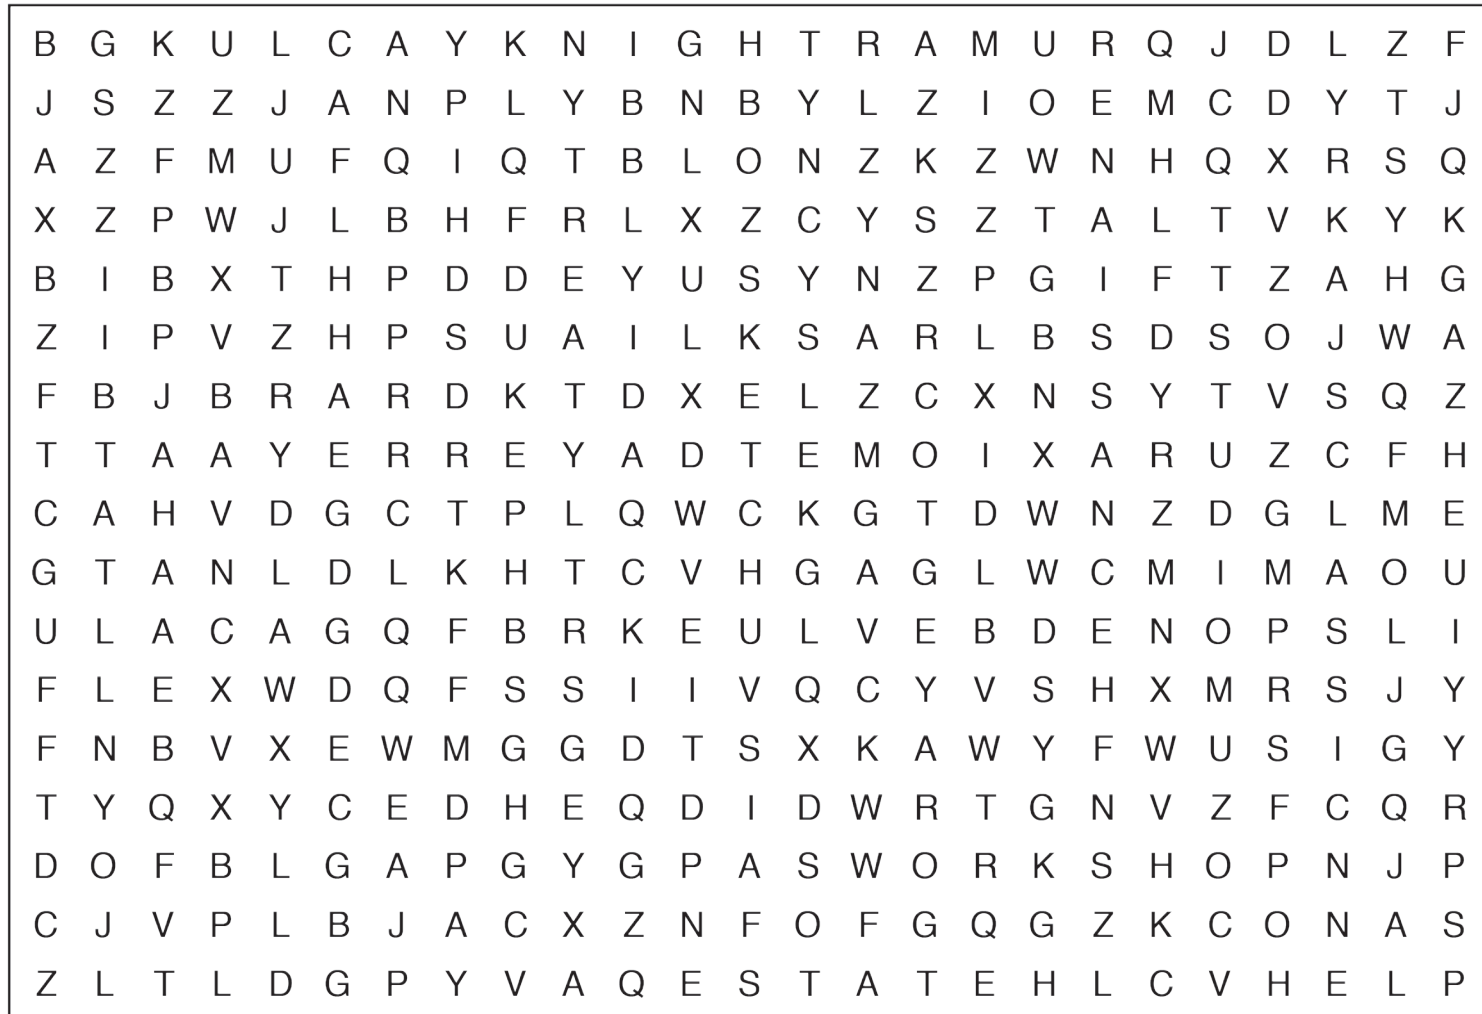 B G K U L C A Y K N I G H T R A M U R Q J D L Z F
J S Z Z J A N P L Y B N B Y L Z I O E M C D Y T J
A Z F M U F Q I Q T B L O N Z K Z W N H Q X R S Q
X Z P W J L B H F R L X Z C Y S Z T A L T V K Y K
B I B X T H P D D E Y U S Y N Z P G I F T Z A H G
Z I P V Z H P S U A I L K S A R L B S D S O J W A
F B J B R A R D K T D X E L Z C X N S Y T V S Q Z
T T A A Y E R R E Y A D T E M O I X A R U Z C F H
C A H V D G C T P L Q W C K G T D W N Z D G L M E
G T A N L D L K H T C V H G A G L W C M I M A O U
U L A C A G Q F B R K E U L V E B D E N O P S L I
F L E X W D Q F S S I I V Q C Y V S H X M R S J Y
F N B V X E W M G G D T S X K A W Y F W U S I G Y
T Y Q X Y C E D H E Q D I D W R T G N V Z F C Q R
D O F B L G A P G Y G P A S W O R K S H O P N J P
C J V P L B J A C X Z N F O F G Q G Z K C O N A S
Z L T L D G P Y V A Q E S T A T E H L C V H E L P